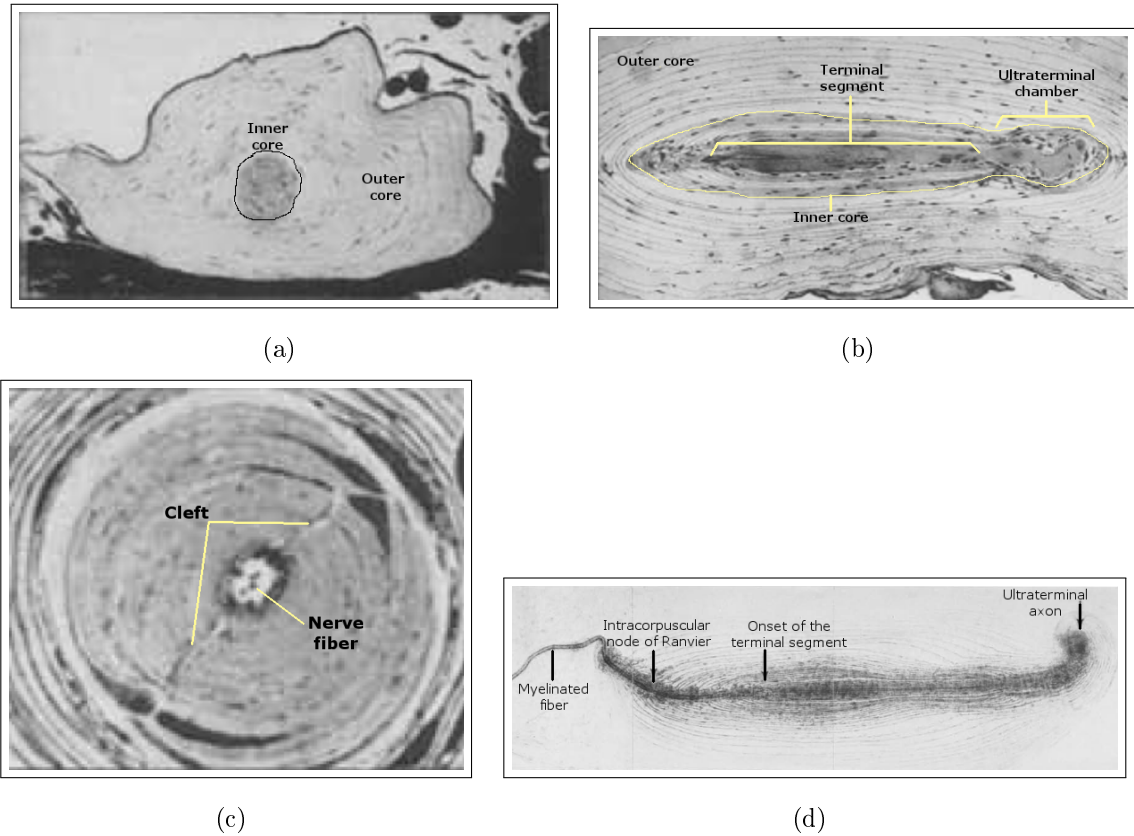 Inner
core
Outer
core
(a)
Outer core
Terminal
segment
Ultraterminal
chamber
Inner core
(b)
Cleft
Nerve
fiber
(c)
Intracorpuscular
node of Ranvier
Onset of the
terminal segment
Ultraterminal
axon
Myelinated
fiber
(d)